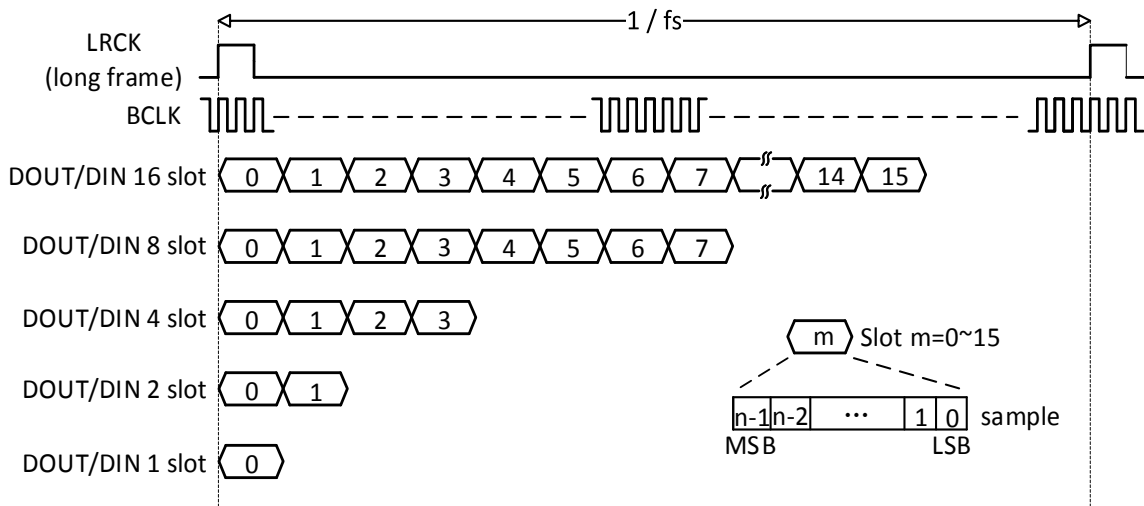 1 / fs
LRCK
(long frame)
BCLK
DOUT/DIN 16 slot 0 1 2 3 4 5 6 7 14 15
DOUT/DIN 8 slot 0 1 2 3 4 5 6 7
DOUT/DIN 4 slot 0 1 2 3
m Slot m=0~15
DOUT/DIN 2 slot 0 1
n-1 n-2 ··· 1 0 sample
MSB LSB
DOUT/DIN 1 slot 0